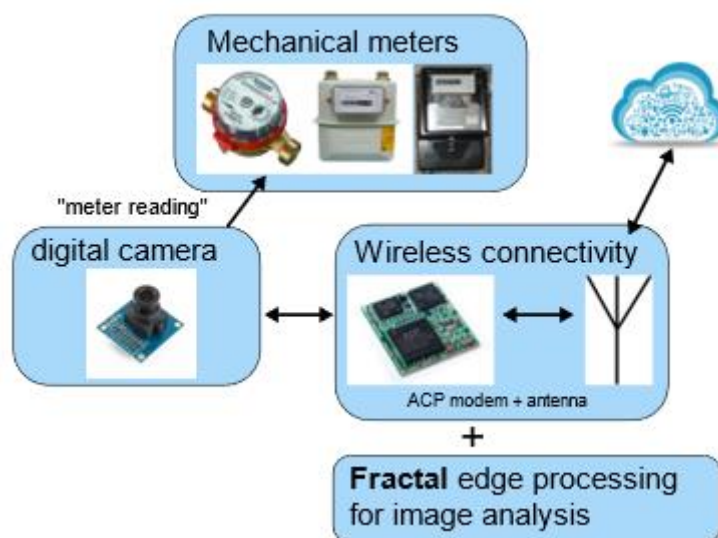 Mechanical meters
"meter reading"
digital camera
Wireless connectivity
ACP modem + antenna
+
Fractal edge processing
for image analysis